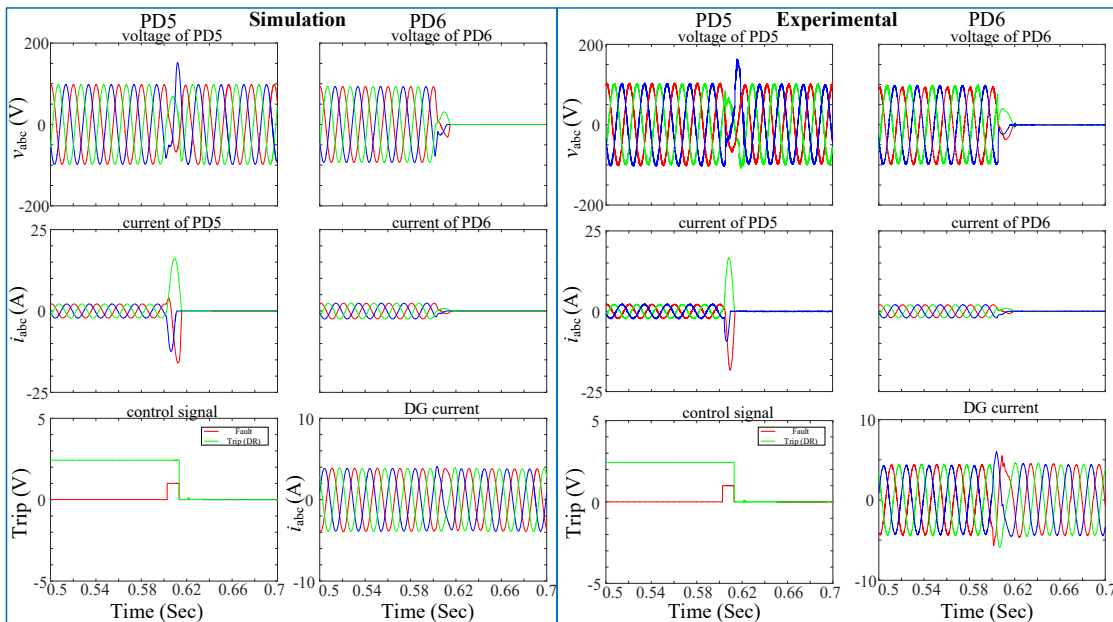 PD5 Simulation PD6
voltage of PD5 voltage of PD6
200
0
-200
vabc (V)
current of PD5 current of PD6
25
0
-25
iabc (A)
control signal DG current
5
0
-5
Trip (V)
Fault
Trip (DR)
10
0
-10
iabc (A)
0.5 0.54 0.58 0.62 0.66 0.7
0.5 0.54 0.58 0.62 0.66 0.7
Time (Sec) Time (Sec)
PD5 Experimental PD6
voltage of PD5 voltage of PD6
200
0
-200
vabc (V)
current of PD5 current of PD6
25
0
-25
iabc (A)
control signal DG current
5
0
-5
Trip (V)
Fault
Trip (DR)
10
0
-10
0.5 0.54 0.58 0.62 0.66 0.7
0.5 0.54 0.58 0.62 0.66 0.7
Time (Sec) Time (Sec)